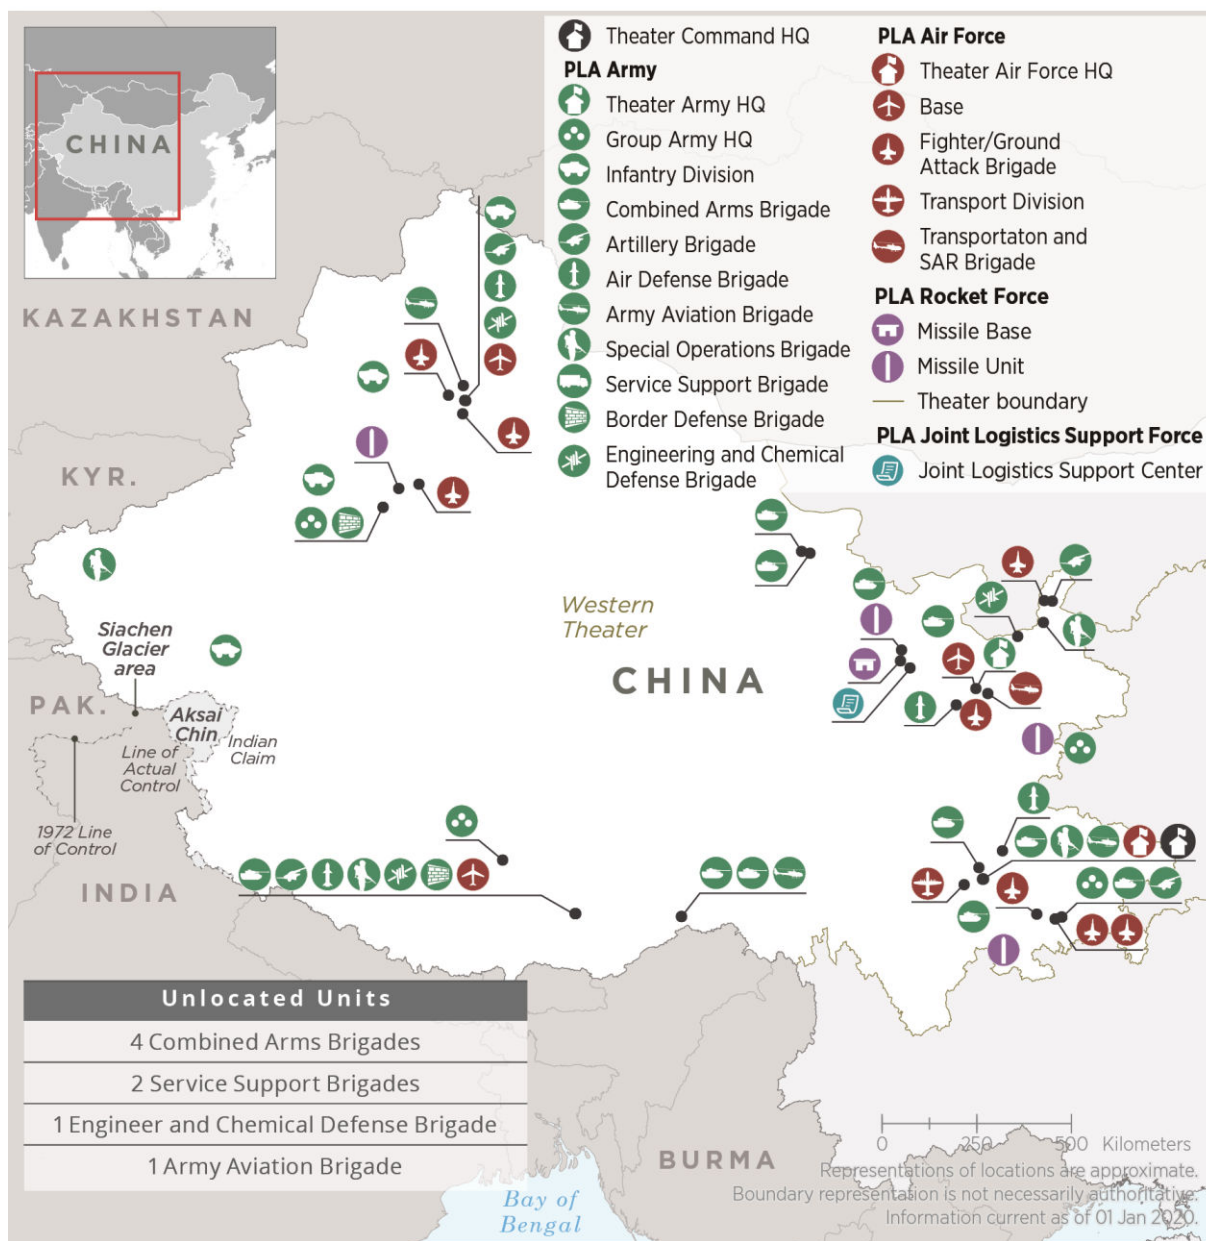 CHINA
Theater Command HQ
PLA Army
Theater Army HQ
Group Army HQ
Infantry Division
Combined Arms Brigade
Artillery Brigade
Air Defense Brigade
Army Aviation Brigade
Special Operations Brigade
Service Support Brigade
Border Defense Brigade
Engineering and Chemical
Defense Brigade
PLA Air Force
Theater Air Force HQ
Base
Fighter/Ground
Attack Brigade
Transport Division
Transportaton and
SAR Brigade
PLA Rocket Force
Missile Base
Missile Unit
Theater boundary
PLA Joint Logistics Support Force
Joint Logistics Support Center
KAZAKHSTAN
KYR.
Western
Theater
CHINA
Siachen
Glacier
area
PAK.
Aksai
Chin
Indian
Claim
Line of
Actual
Control
1972 Line
of Control
INDIA
Unlocated Units
4 Combined Arms Brigades
2 Service Support Brigades
1 Engineer and Chemical Defense Brigade
1 Army Aviation Brigade
BURMA
Bay of
Bengal
0 250 500 Kilometers
Representations of locations are approximate.
Boundary representation is not necessarily authoritative.
Information current as of 01 Jan 2020.